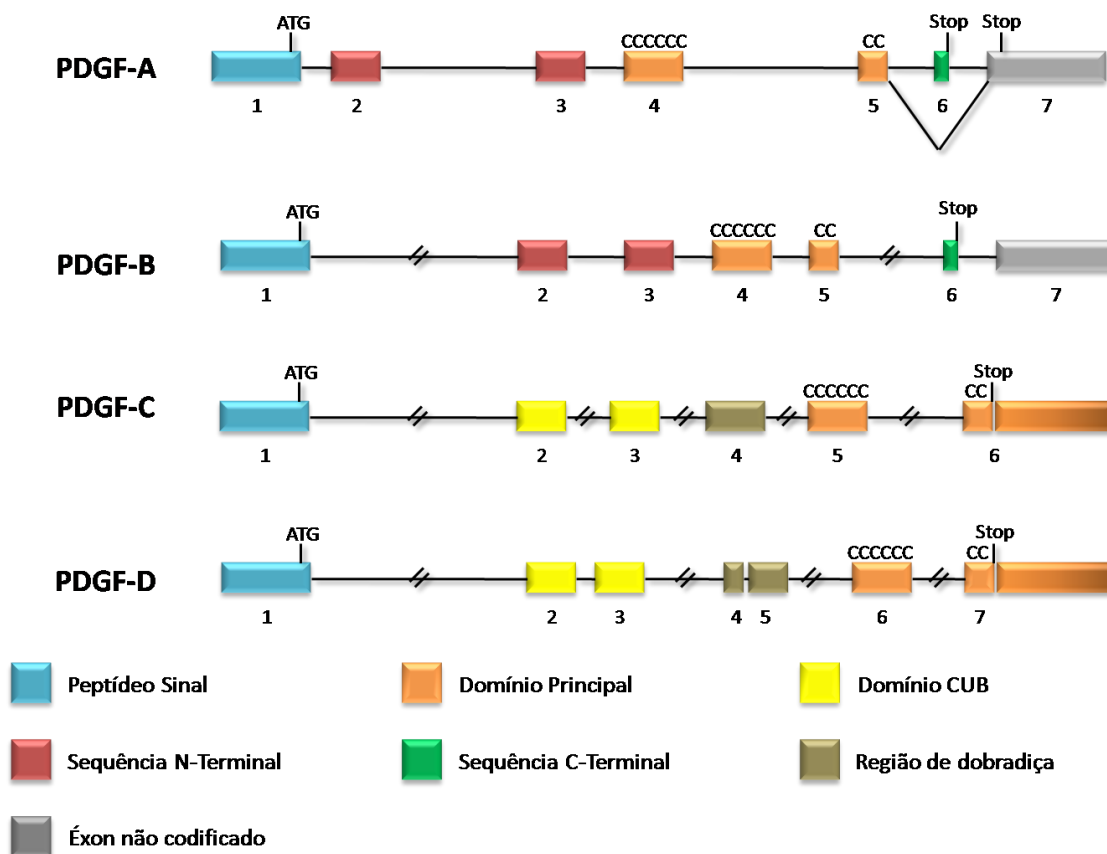 ATG CCCCCC CC Stop Stop
PDGF-A
1 2 3 4 5 6 7
ATG CCCCCC CC Stop
PDGF-B
1 2 3 4 5 6 7
ATG CCCCCC CC Stop
PDGF-C
1 2 3 4 5 6
ATG CCCCCC CC Stop
PDGF-D
1 2 3 4 5 6 7
Peptídeo Sinal Domínio Principal Domínio CUB
Sequência N-Terminal Sequência C-Terminal Região de dobradiça
Éxon não codificado